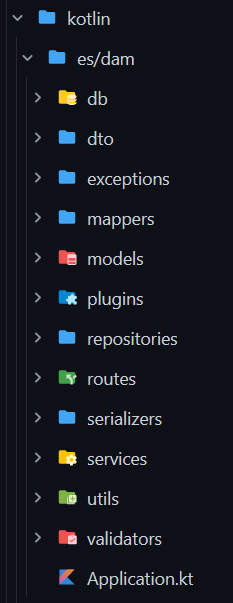 kotlin
es/dam
db
dto
exceptions
mappers
models
plugins
repositories
routes
serializers
services
utils
validators
Application.kt